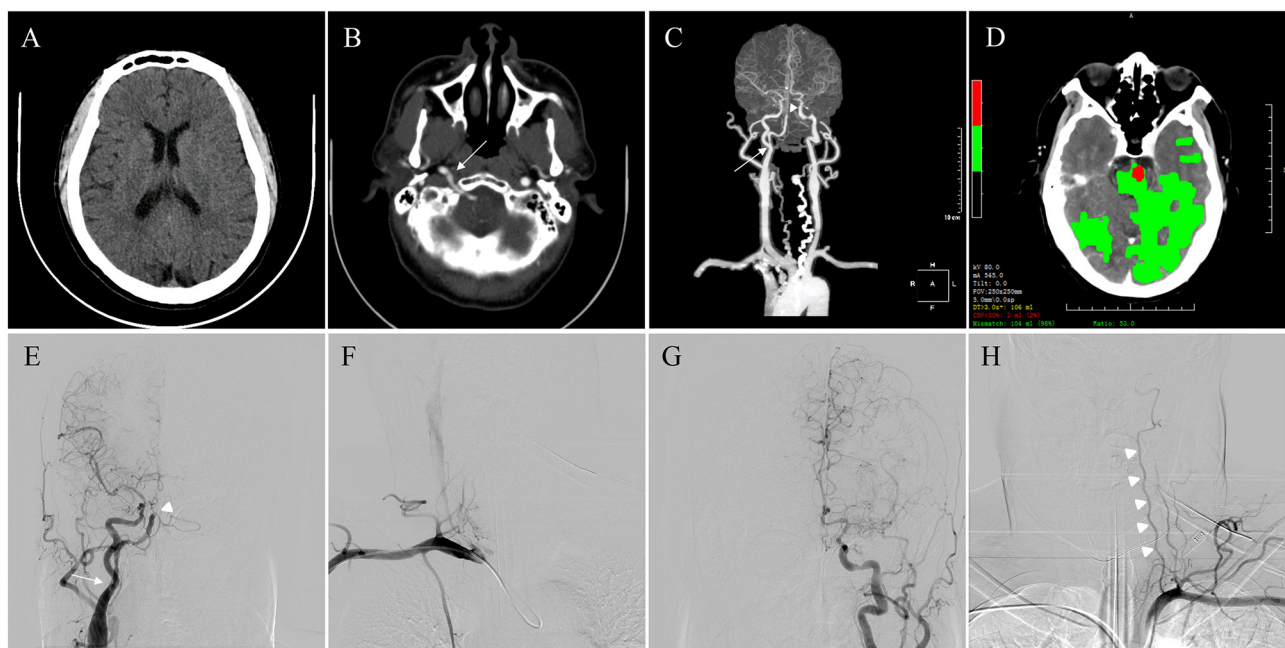 A
B
C
D
A
kV 80.0
mA 545.0
Tilt: 0.0
FOV:250x250mm
5.0mm\0.0sp
DT>3.0s*: 106 ml
CBF<30%: 2 ml (2%)
Mismatch: 104 ml (98%)
Ratio: 53.0
10 cm
H
R A L
F
E
F
G
H